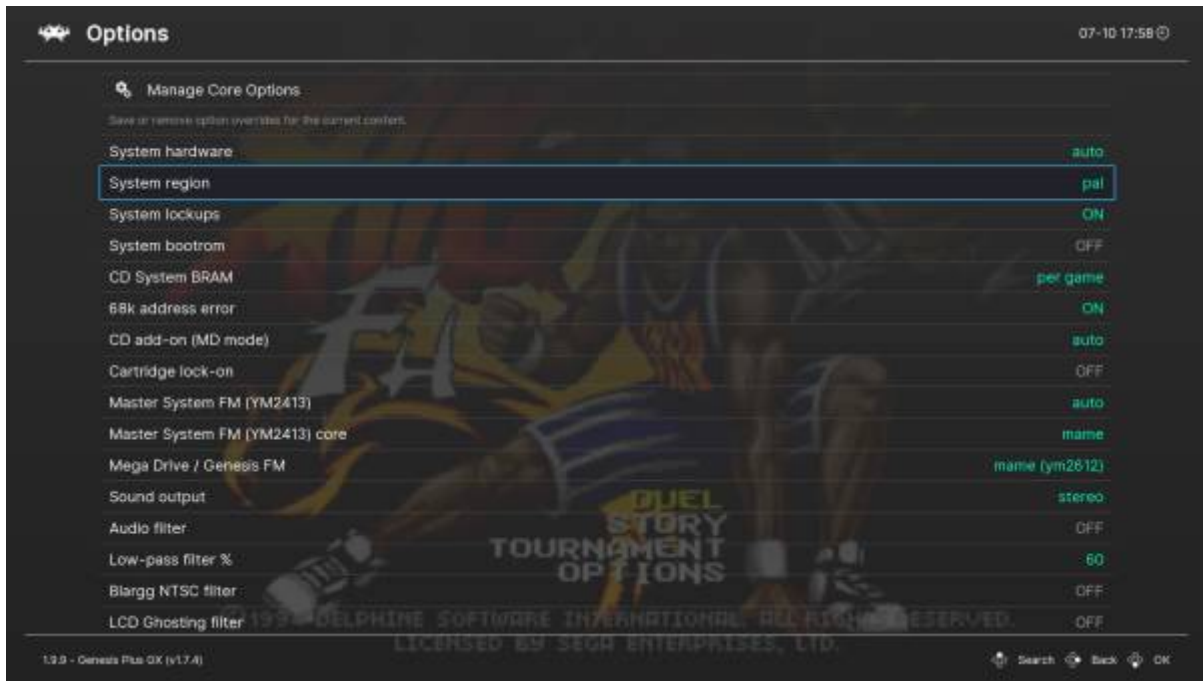 Options
07-10 17:58
Manage Core Options
Save or remove option overrides for the current content.
System hardware auto
System region pal
System lockups ON
System bootrom OFF
CD System BRAM per game
68k address error ON
CD add-on (MD mode) auto
Cartridge lock-on OFF
Master System FM (YM2413) auto
Master System FM (YM2413) core mame
Mega Drive / Genesis FM mame (ym2612)
Sound output stereo
Audio filter OFF
Low-pass filter % 60
Blargg NTSC filter OFF
LCD Ghosting filter OFF
DUEL
STORY
TOURNAMENT
OPTIONS
DELPHINE SOFTWARE INTERNATIONAL. ALL RIGHTS RESERVED.
LICENSED BY SEGA ENTERPRISES, LTD.
1.9.9 - Genesis Plus GX (v1.7.4)
Search Back OK